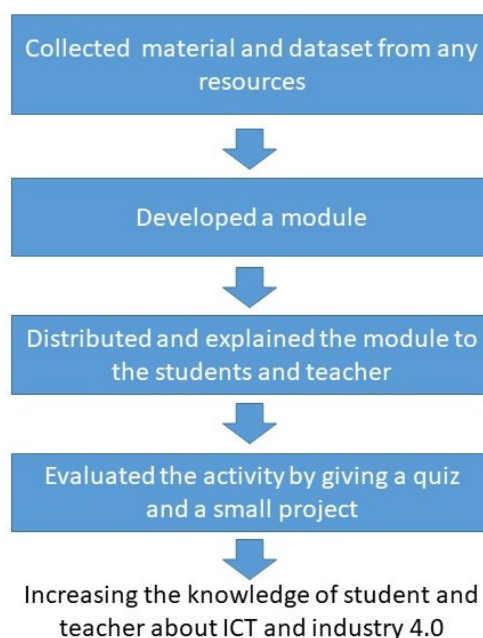 Collected material and dataset from any
resources
Developed a module
Distributed and explained the module to
the students and teacher
Evaluated the activity by giving a quiz
and a small project
Increasing the knowledge of student and
teacher about ICT and industry 4.0